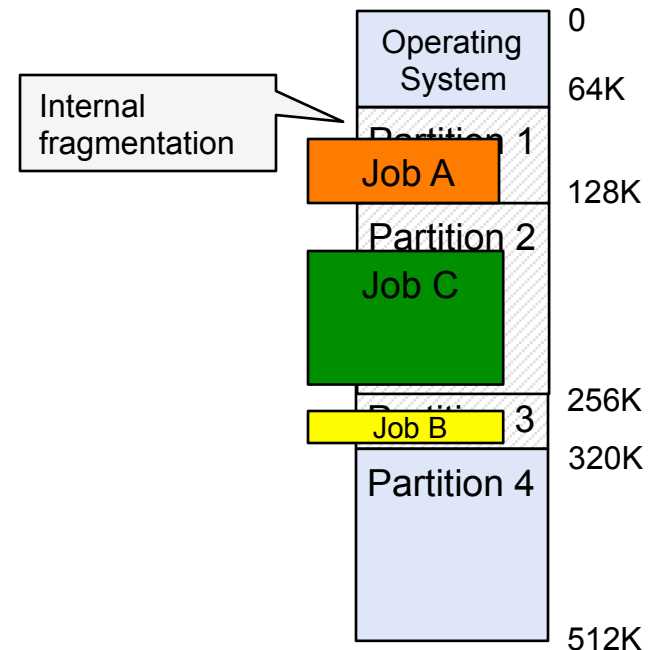 0
Operating
System
64K
Internal
fragmentation
Partition 1
Job A
128K
Partition 2
Job C
256K
Partition 3
Job B
320K
Partition 4
512K